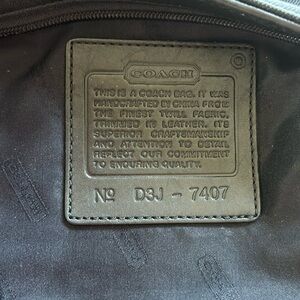 COACH
THIS IS A COACH BAG. IT WAS
HANDCRAFTED IN CHINA FROM
THE FINEST TWILL FABRIC,
TRIMMED IN LEATHER. ITS
SUPERIOR CRAFTSMANSHIP
AND ATTENTION TO DETAIL
REFLECT OUR COMMITMENT
TO ENDURING QUALITY.
Nº D3J - 7407